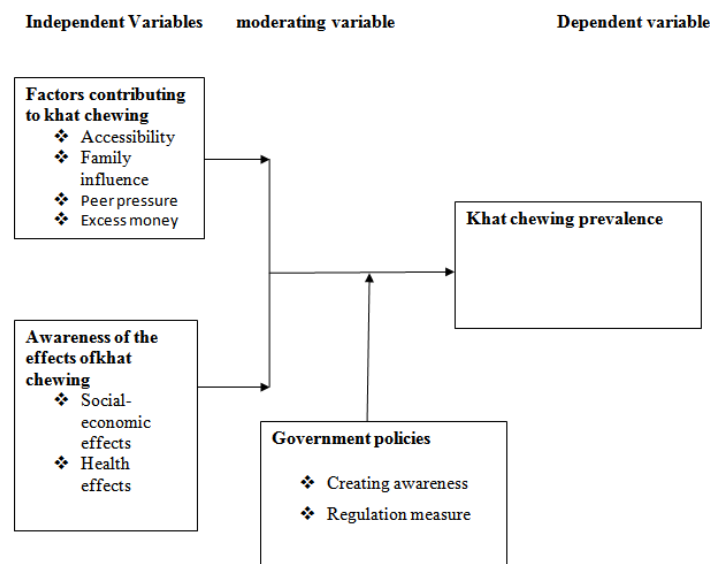 Independent Variables moderating variable Dependent variable
Factors contributing
to khat chewing
❖ Accessibility
❖ Family
influence
❖ Peer pressure
❖ Excess money
Khat chewing prevalence
Awareness of the
effects ofkhat
chewing
❖ Social-
economic
effects
❖ Health
effects
Government policies
❖ Creating awareness
❖ Regulation measure